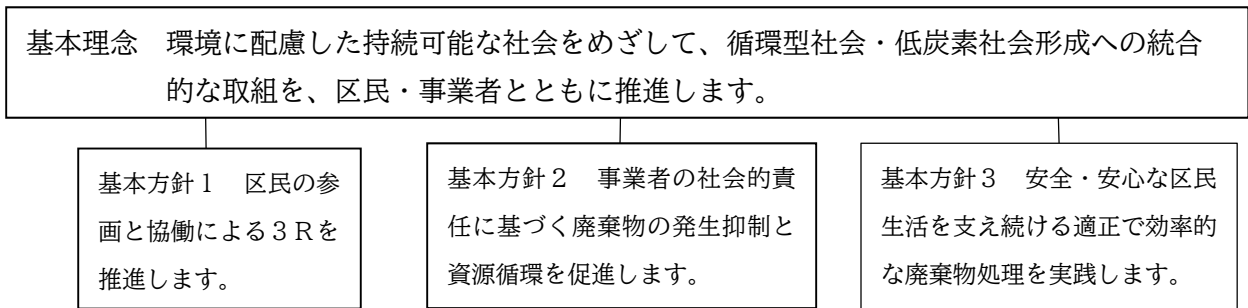 基本理念　環境に配慮した持続可能な社会をめざして、循環型社会・低炭素社会形成への統合
的な取組を、区民・事業者とともに推進します。
基本方針１　区民の参
画と協働による３Ｒを
推進します。
基本方針２　事業者の社会的責
任に基づく廃棄物の発生抑制と
資源循環を促進します。
基本方針３　安全・安心な区民
生活を支え続ける適正で効率的
な廃棄物処理を実践します。